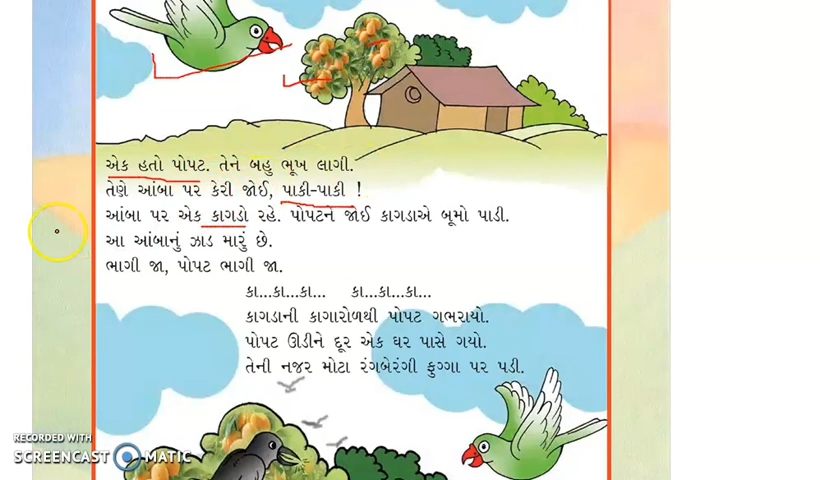 એક હતો પોપટ. તેને બહુ ભૂખ લાગી.
તેણે આંબા પર કેરી જોઈ, પાકી-પાકી !
આંબા પર એક કાગડો રહે. પોપટને જોઈ કાગડાએ બૂમો પાડી.
આ આંબાનું ઝાડ મારું છે.
ભાગી જા, પોપટ ભાગી જા.
કા...કા...કા... કા...કા...કા...
કાગડાની કાગારોળથી પોપટ ગભરાયો.
પોપટ ઊડીને દૂર એક ઘર પાસે ગયો.
તેની નજર મોટા રંગબેરંગી ફુગ્ગા પર પડી.
RECORDED WITH
SCREENCAST MATIC